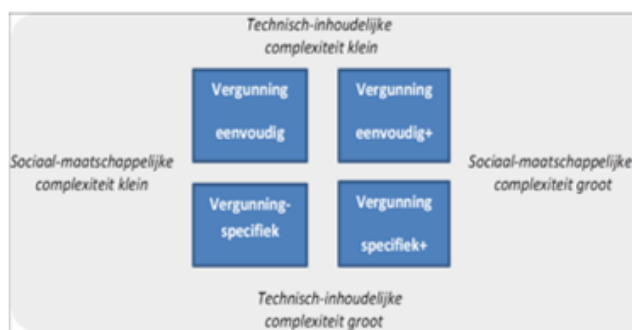 Technisch-inhoudelijke
complexiteit klein
Vergunning
eenvoudig
Vergunning
eenvoudig+
Sociaal-maatschappelijke
complexiteit klein
Sociaal-maatschappelijke
complexiteit groot
Vergunning-
specifiek
Vergunning
specifiek+
Technisch-inhoudelijke
complexiteit groot